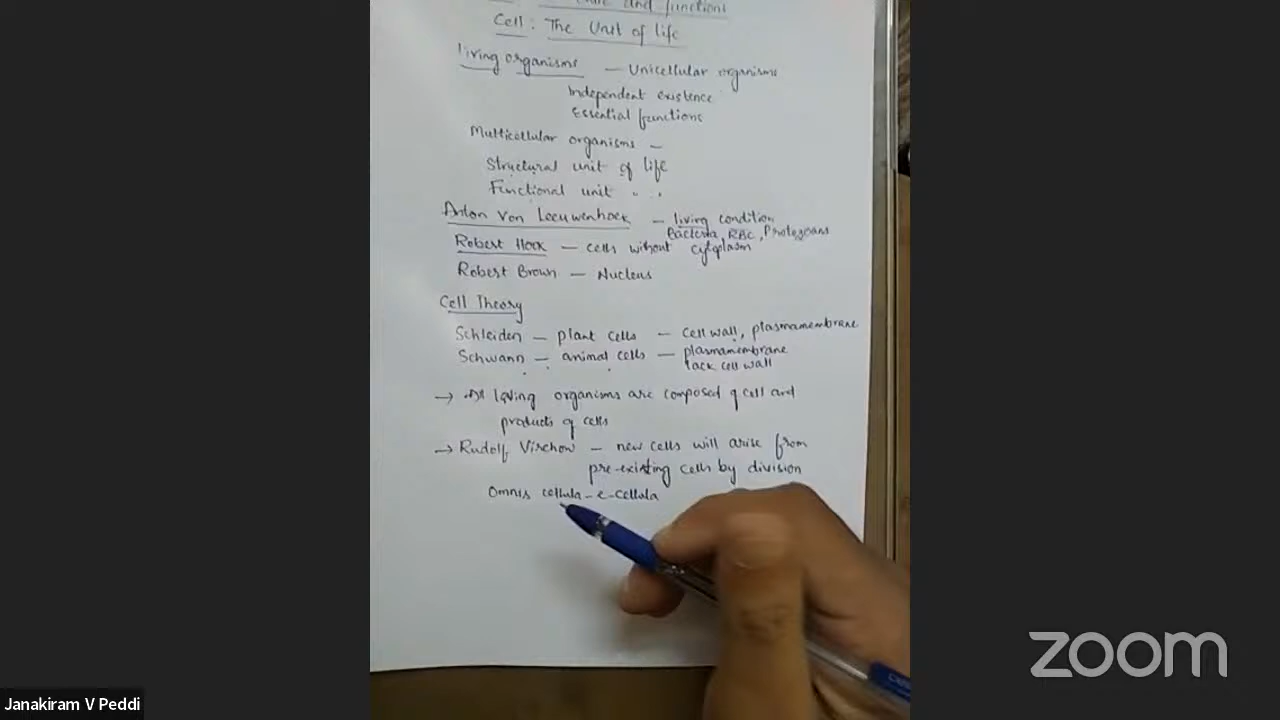 and functions
Cell : The Unit of life
living organisms — Unicellular organisms
Independent existence
Essential functions
Multicellular organisms —
Structural unit of life
Functional unit " "
Anton Von Leeuwenhoek — living condition
Bacteria, RBC, Protozoans
Robert Hook — cells without cytoplasm
Robert Brown — Nucleus
Cell Theory
Schleiden — plant cells — cell wall, plasmamembrane
Schwann — animal cells — plasmamembrane
lack cell wall
→ All living organisms are composed of cell and
products of cells
→ Rudolf Virchow — new cells will arise from
pre-existing cells by division
Omnis cellula-e-cellula
zoom
Janakiram V Peddi